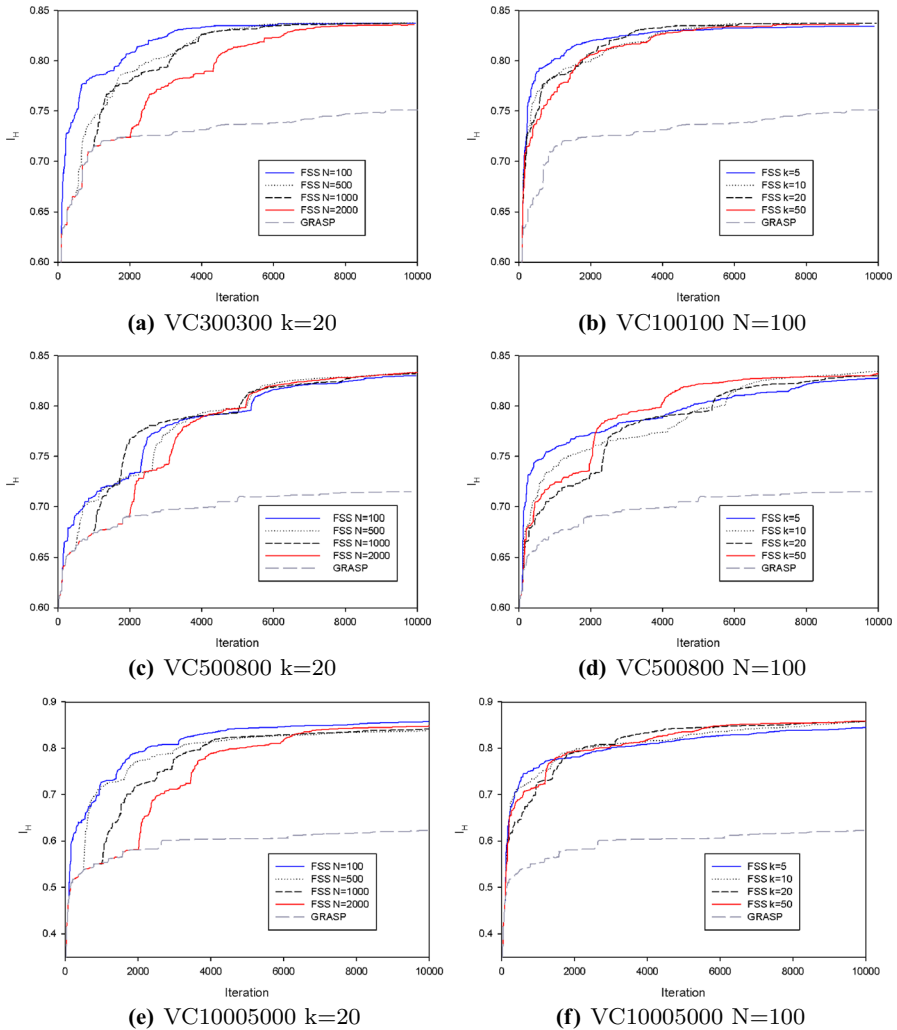 0.85
0.80
0.75
0.70
0.65
0.60
I_H
0 2000 4000 6000 8000 10000
Iteration
FSS N=100
FSS N=500
FSS N=1000
FSS N=2000
GRASP
(a) VC300300 k=20
0.85
0.80
0.75
0.70
0.65
0.60
I_H
0 2000 4000 6000 8000 10000
Iteration
FSS k=5
FSS k=10
FSS k=20
FSS k=50
GRASP
(b) VC100100 N=100
0.85
0.80
0.75
0.70
0.65
0.60
I_H
0 2000 4000 6000 8000 10000
Iteration
FSS N=100
FSS N=500
FSS N=1000
FSS N=2000
GRASP
(c) VC500800 k=20
0.85
0.80
0.75
0.70
0.65
0.60
I_H
0 2000 4000 6000 8000 10000
Iteration
FSS k=5
FSS k=10
FSS k=20
FSS k=50
GRASP
(d) VC500800 N=100
0.9
0.8
0.7
0.6
0.5
0.4
I_H
0 2000 4000 6000 8000 10000
Iteration
FSS N=100
FSS N=500
FSS N=1000
FSS N=2000
GRASP
(e) VC10005000 k=20
0.9
0.8
0.7
0.6
0.5
0.4
I_H
0 2000 4000 6000 8000 10000
Iteration
FSS k=5
FSS k=10
FSS k=20
FSS k=50
GRASP
(f) VC10005000 N=100